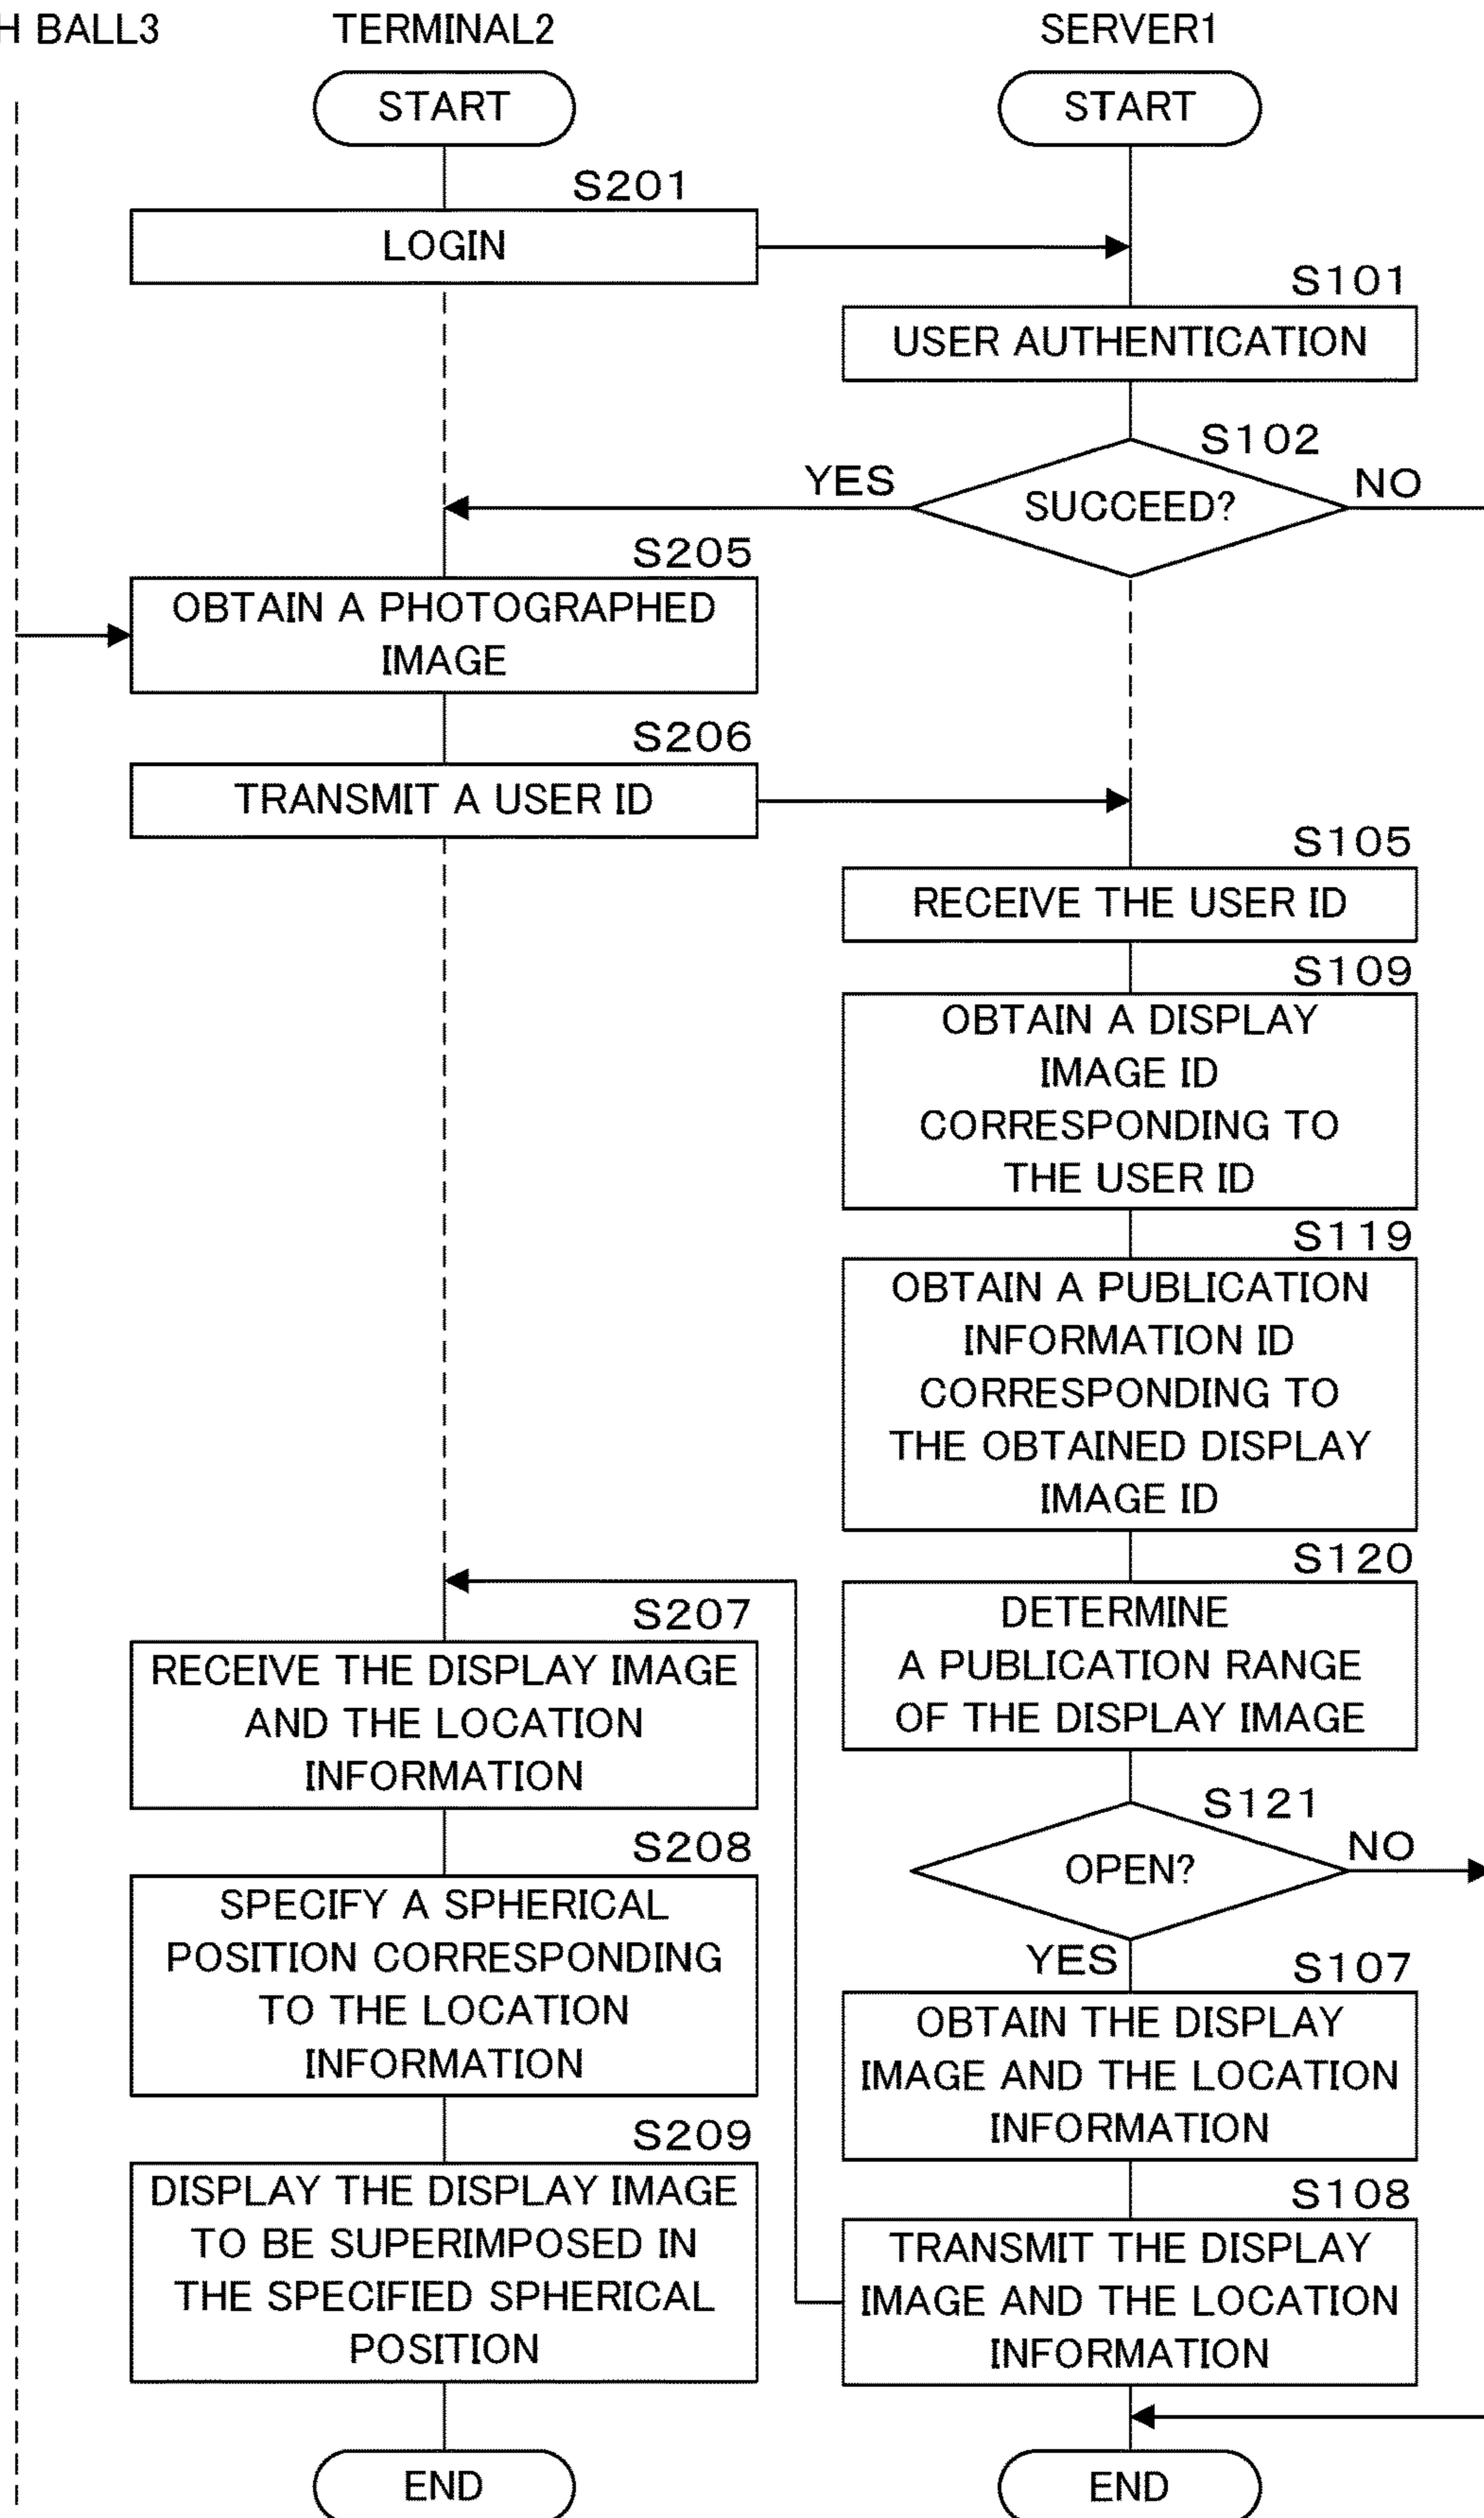 H BALL3 TERMINAL2 SERVER1
START START
S201
LOGIN
S101
USER AUTHENTICATION
S102
YES SUCCEED? NO
S205
OBTAIN A PHOTOGRAPHED
IMAGE
S206
TRANSMIT A USER ID
S105
RECEIVE THE USER ID
S109
OBTAIN A DISPLAY
IMAGE ID
CORRESPONDING TO
THE USER ID
S119
OBTAIN A PUBLICATION
INFORMATION ID
CORRESPONDING TO
THE OBTAINED DISPLAY
IMAGE ID
S120
DETERMINE
A PUBLICATION RANGE
OF THE DISPLAY IMAGE
S207
RECEIVE THE DISPLAY IMAGE
AND THE LOCATION
INFORMATION
S121
OPEN? NO
YES
S208
SPECIFY A SPHERICAL
POSITION CORRESPONDING
TO THE LOCATION
INFORMATION
S107
OBTAIN THE DISPLAY
IMAGE AND THE LOCATION
INFORMATION
S209
DISPLAY THE DISPLAY IMAGE
TO BE SUPERIMPOSED IN
THE SPECIFIED SPHERICAL
POSITION
S108
TRANSMIT THE DISPLAY
IMAGE AND THE LOCATION
INFORMATION
END END